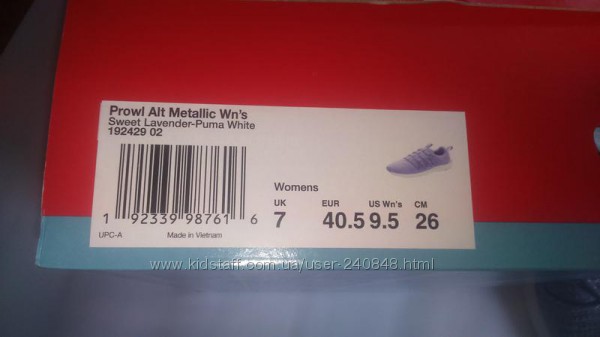 Prowl Alt Metallic Wn's
Sweet Lavender-Puma White
192429 02
Womens
UK EUR US Wn's CM
7 40.5 9.5 26
1 92339 98761 6
UPC-A Made in Vietnam
www.kidstaff.com.ua/user-240848.html